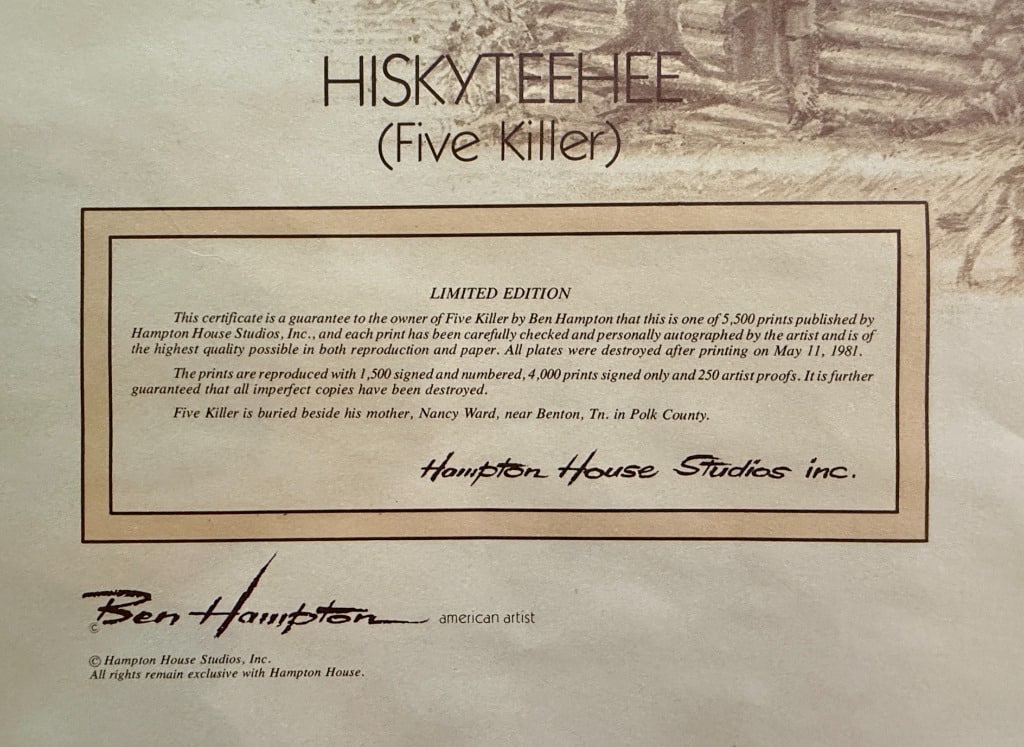 HISKYTEEHEE
(Five Killer)
LIMITED EDITION
This certificate is a guarantee to the owner of Five Killer by Ben Hampton that this is one of 5,500 prints published by
Hampton House Studios, Inc., and each print has been carefully checked and personally autographed by the artist and is of
the highest quality possible in both reproduction and paper. All plates were destroyed after printing on May 11, 1981.
The prints are reproduced with 1,500 signed and numbered, 4,000 prints signed only and 250 artist proofs. It is further
guaranteed that all imperfect copies have been destroyed.
Five Killer is buried beside his mother, Nancy Ward, near Benton, Tn. in Polk County.
Hampton House Studios inc.
© Ben Hampton american artist
© Hampton House Studios, Inc.
All rights remain exclusive with Hampton House.